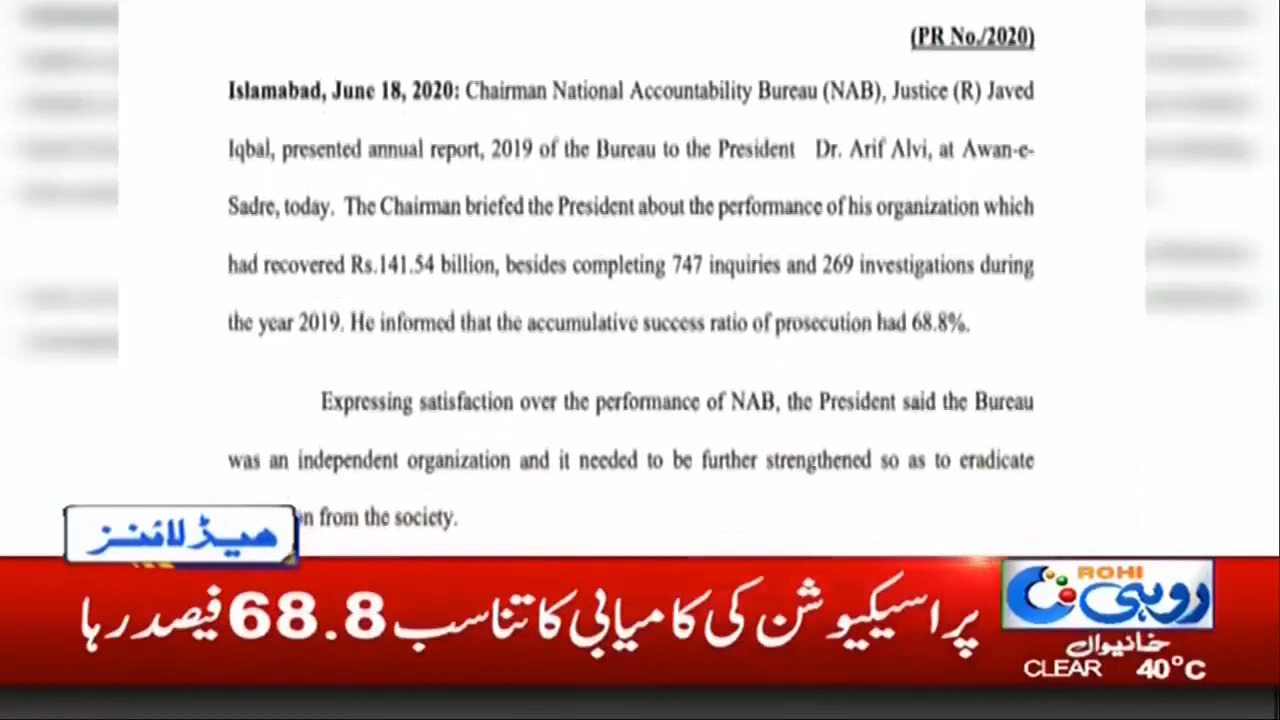 (PR No./2020)
Islamabad, June 18, 2020: Chairman National Accountability Bureau (NAB), Justice (R) Javed
Iqbal, presented annual report, 2019 of the Bureau to the President Dr. Arif Alvi, at Awan-e-
Sadre, today. The Chairman briefed the President about the performance of his organization which
had recovered Rs.141.54 billion, besides completing 747 inquiries and 269 investigations during
the year 2019. He informed that the accumulative success ratio of prosecution had 68.8%.
Expressing satisfaction over the performance of NAB, the President said the Bureau
was an independent organization and it needed to be further strengthened so as to eradicate
from the society.
ہیڈ لائنز
پراسیکیوشن کی کامیابی کا تناسب 68.8 فیصد رہا
ROHI
روہی
خانیوال
CLEAR 40°C